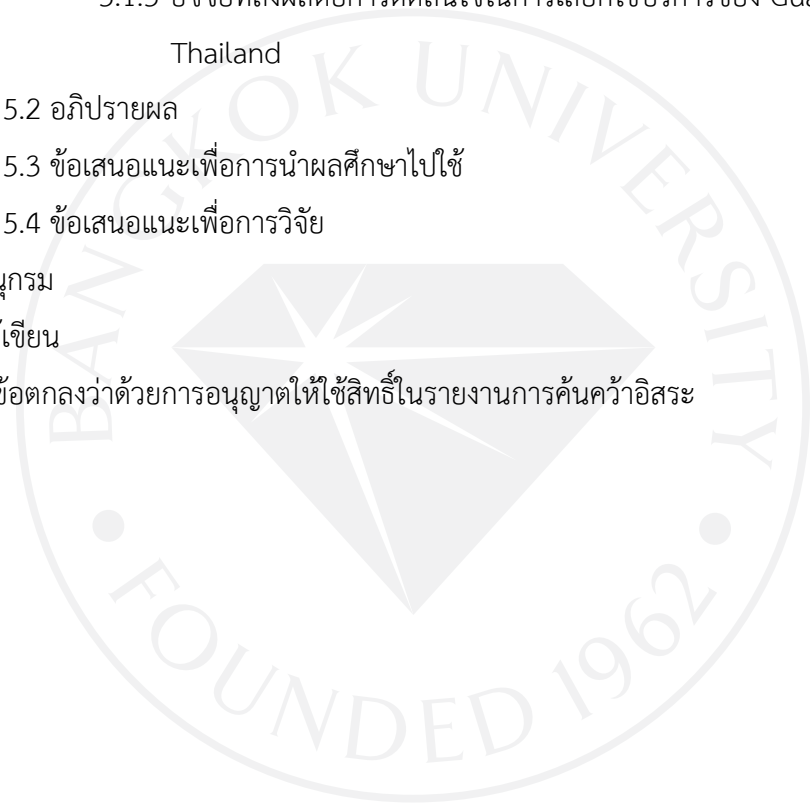 Thailand
5.2 อภิปรายผล
5.3 ข้อเสนอแนะเพื่อการนำผลศึกษาไปใช้
5.4 ข้อเสนอแนะเพื่อการวิจัย
นุกรม
เขียน
ข้อตกลงว่าด้วยการอนุญาตให้ใช้สิทธิ์ในรายงานการค้นคว้าอิสระ
BANGKOK UNIVERSITY
FOUNDED 1962